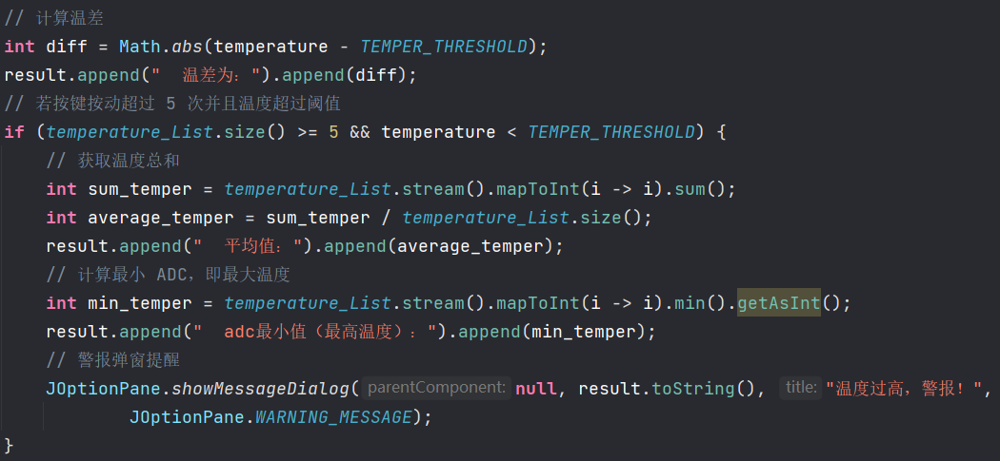 // 计算温差
int diff = Math.abs(temperature - TEMPER_THRESHOLD);
result.append("  温差为：").append(diff);
// 若按键按动超过 5 次并且温度超过阈值
if (temperature_List.size() >= 5 && temperature < TEMPER_THRESHOLD) {
    // 获取温度总和
    int sum_temper = temperature_List.stream().mapToInt(i -> i).sum();
    int average_temper = sum_temper / temperature_List.size();
    result.append("  平均值：").append(average_temper);
    // 计算最小 ADC，即最大温度
    int min_temper = temperature_List.stream().mapToInt(i -> i).min().getAsInt();
    result.append("  adc最小值（最高温度）：").append(min_temper);
    // 警报弹窗提醒
    JOptionPane.showMessageDialog( parentComponent: null, result.toString(), title: "温度过高，警报！",
            JOptionPane.WARNING_MESSAGE);
}